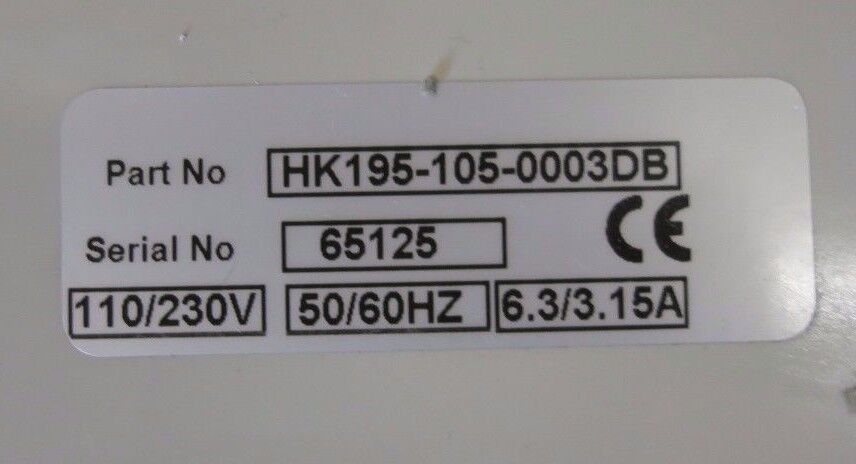 Part No HK195-105-0003DB
Serial No 65125 CE
110/230V 50/60HZ 6.3/3.15A